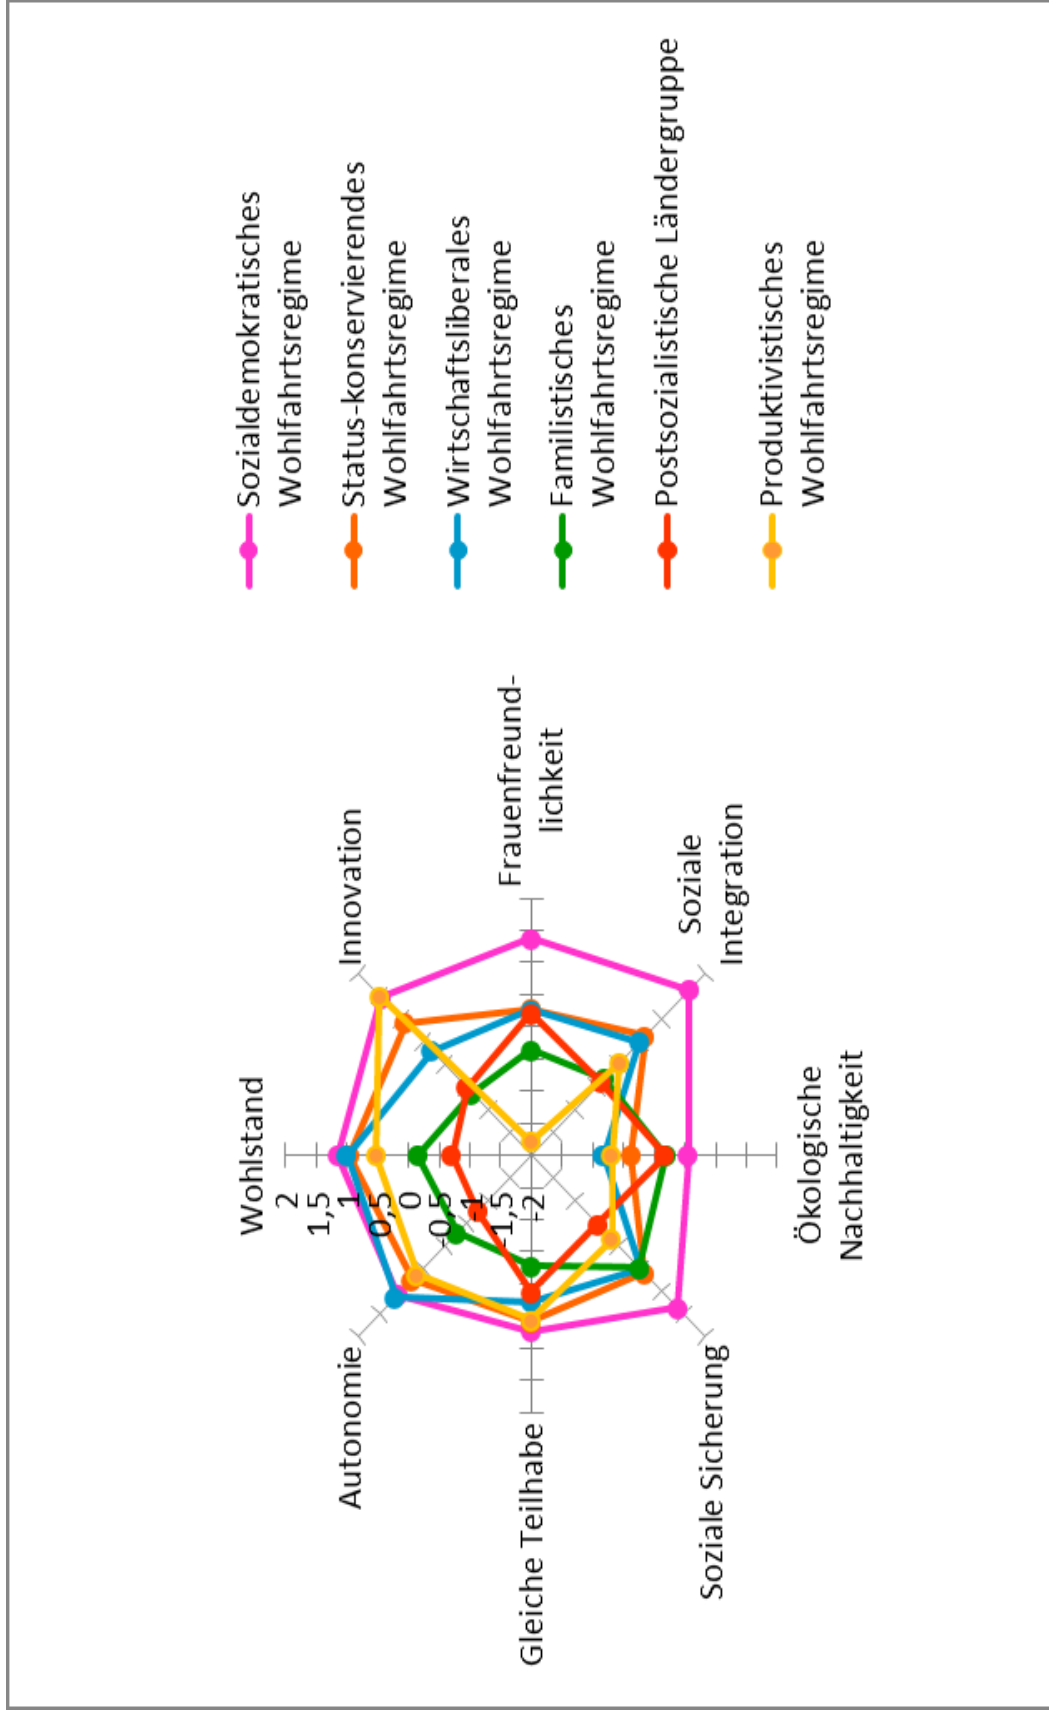 Wohlstand
Innovation
Frauenfreund-
lichkeit
Soziale
Integration
Ökologische
Nachhaltigkeit
Soziale Sicherung
Gleiche Teilhabe
Autonomie
2
1,5
1
0,5
0
-0,5
-1
-1,5
-2
Sozialdemokratisches
Wohlfahrtsregime
Status-konservierendes
Wohlfahrtsregime
Wirtschaftsliberales
Wohlfahrtsregime
Familistisches
Wohlfahrtsregime
Postsozialistische Ländergruppe
Produktivistisches
Wohlfahrtsregime